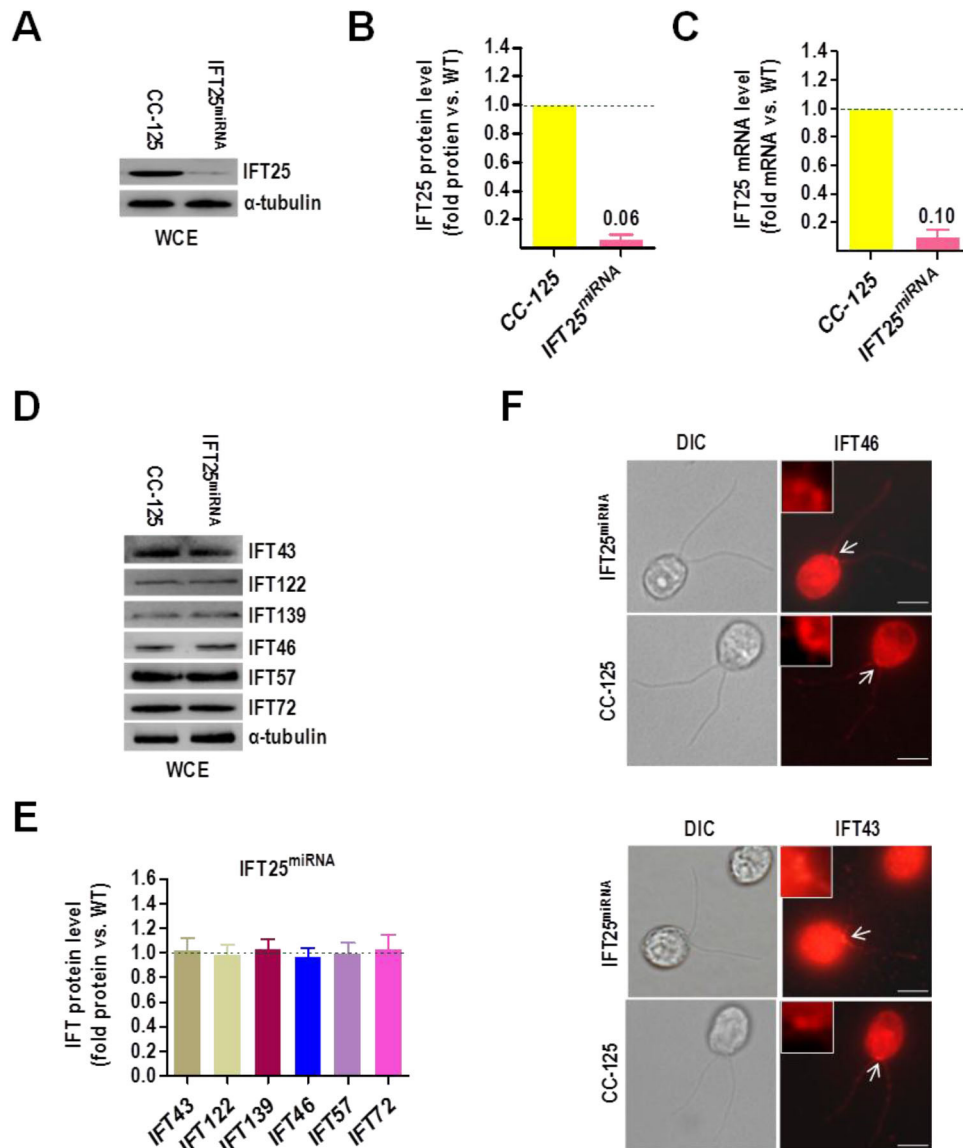 A
CC-125
IFT25miRNA
IFT25
α-tubulin
WCE
B
IFT25 protein level
(fold protien vs. WT)
1.4
1.2
1.0
0.8
0.6
0.4
0.2
0.06
CC-125
IFT25miRNA
C
IFT25 mRNA level
(fold mRNA vs. WT)
1.4
1.2
1.0
0.8
0.6
0.4
0.2
0.10
CC-125
IFT25miRNA
D
CC-125
IFT25miRNA
IFT43
IFT122
IFT139
IFT46
IFT57
IFT72
α-tubulin
WCE
E
IFT25miRNA
IFT protein level
(fold protein vs. WT)
1.6
1.4
1.2
1.0
0.8
0.6
0.4
0.2
0.0
IFT43
IFT122
IFT139
IFT46
IFT57
IFT72
F
DIC
IFT46
IFT25miRNA
CC-125
DIC
IFT43
IFT25miRNA
CC-125